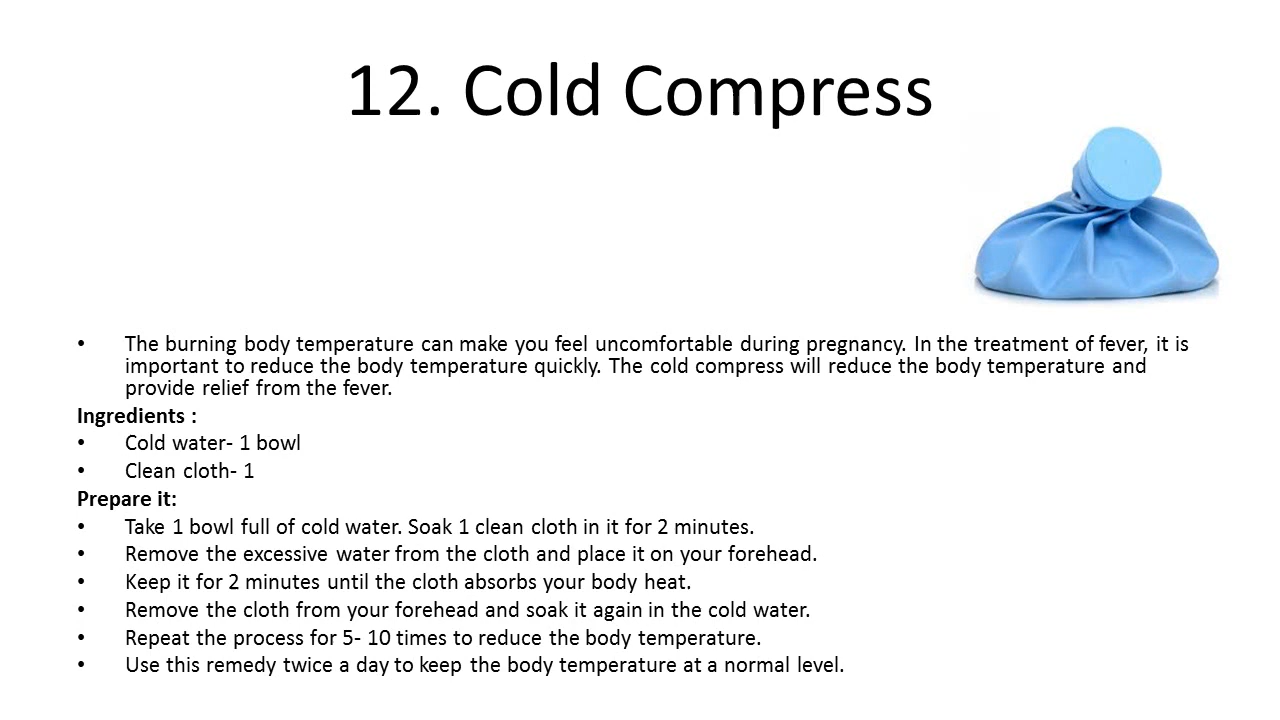 12. Cold Compress
• The burning body temperature can make you feel uncomfortable during pregnancy. In the treatment of fever, it is
important to reduce the body temperature quickly. The cold compress will reduce the body temperature and
provide relief from the fever.
Ingredients :
• Cold water- 1 bowl
• Clean cloth- 1
Prepare it:
• Take 1 bowl full of cold water. Soak 1 clean cloth in it for 2 minutes.
• Remove the excessive water from the cloth and place it on your forehead.
• Keep it for 2 minutes until the cloth absorbs your body heat.
• Remove the cloth from your forehead and soak it again in the cold water.
• Repeat the process for 5- 10 times to reduce the body temperature.
• Use this remedy twice a day to keep the body temperature at a normal level.